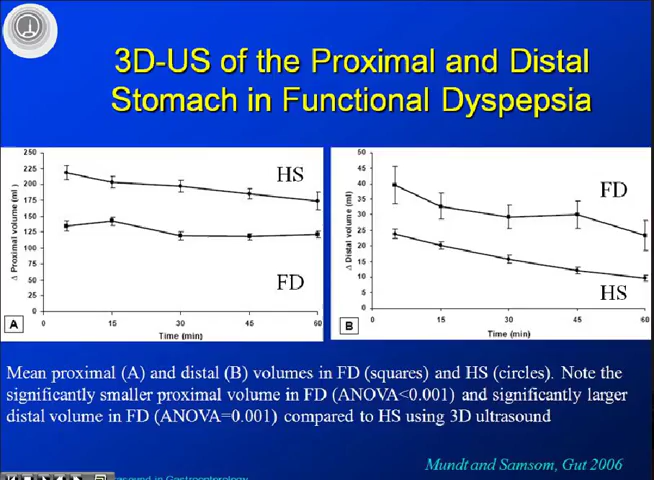 3D-US of the Proximal and Distal
Stomach in Functional Dyspepsia
Δ Proximal volume (ml)
250
225
200
175
150
125
100
75
50
25
0
HS
FD
A
0 15 30 45 60
Time (min)
Δ Distal volume (ml)
50
45
40
35
30
25
20
15
10
5
0
FD
HS
B
0 15 30 45 60
Time (min)
Mean proximal (A) and distal (B) volumes in FD (squares) and HS (circles). Note the
significantly smaller proximal volume in FD (ANOVA<0.001) and significantly larger
distal volume in FD (ANOVA=0.001) compared to HS using 3D ultrasound
Mundt and Samsom, Gut 2006
in Gastroenterology